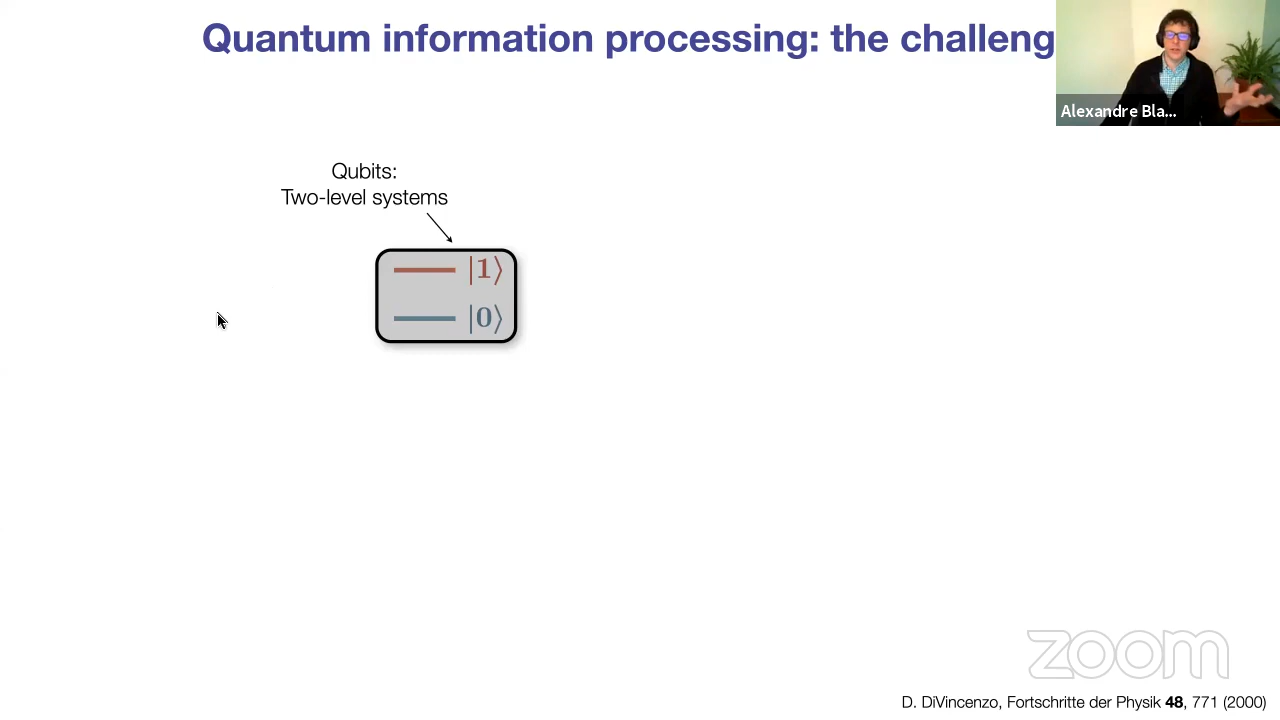 Quantum information processing: the challeng
Alexandre Bla...
Qubits:
Two-level systems
|1⟩
|0⟩
zoom
D. DiVincenzo, Fortschritte der Physik 48, 771 (2000)